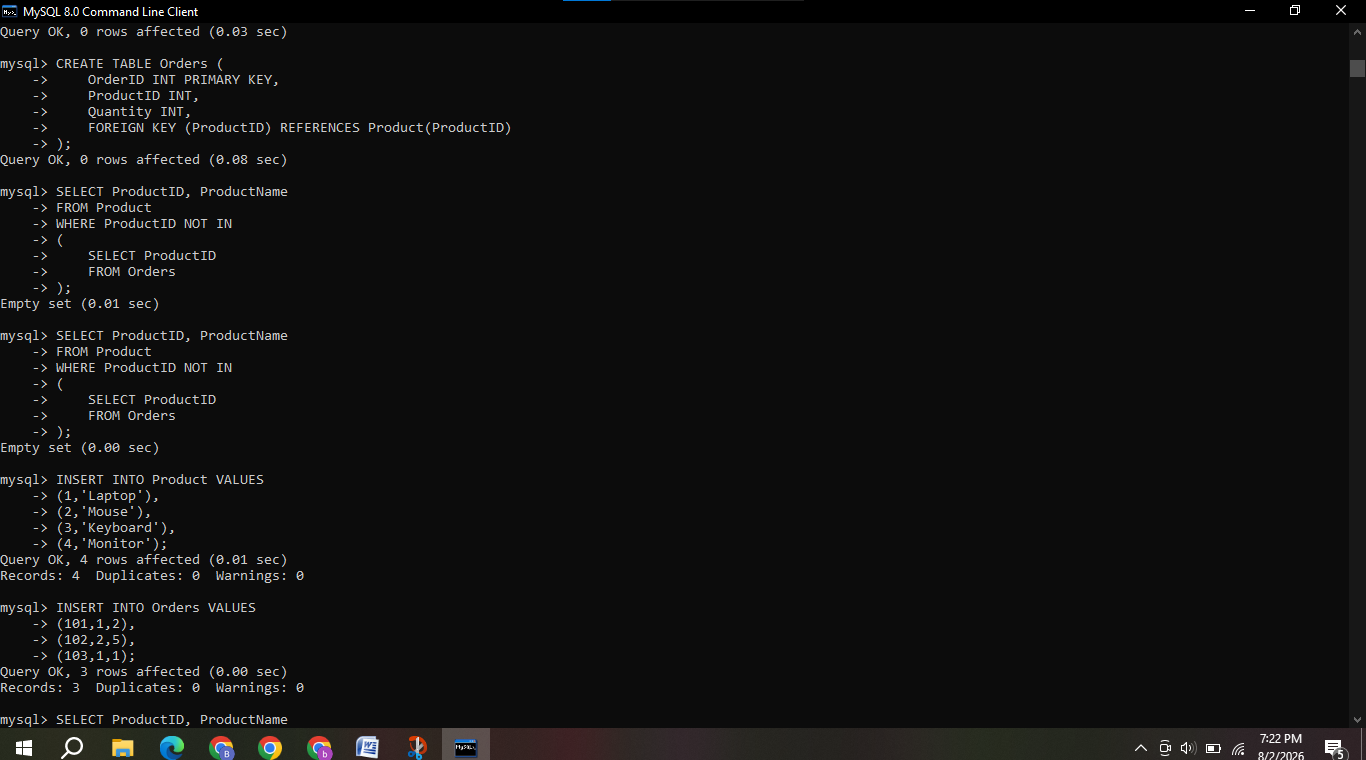 MySQL 8.0 Command Line Client
Query OK, 0 rows affected (0.03 sec)
mysql> CREATE TABLE Orders (
    ->     OrderID INT PRIMARY KEY,
    ->     ProductID INT,
    ->     Quantity INT,
    ->     FOREIGN KEY (ProductID) REFERENCES Product(ProductID)
    -> );
Query OK, 0 rows affected (0.08 sec)
mysql> SELECT ProductID, ProductName
    -> FROM Product
    -> WHERE ProductID NOT IN
    -> (
    ->     SELECT ProductID
    ->     FROM Orders
    -> );
Empty set (0.01 sec)
mysql> SELECT ProductID, ProductName
    -> FROM Product
    -> WHERE ProductID NOT IN
    -> (
    ->     SELECT ProductID
    ->     FROM Orders
    -> );
Empty set (0.00 sec)
mysql> INSERT INTO Product VALUES
    -> (1,'Laptop'),
    -> (2,'Mouse'),
    -> (3,'Keyboard'),
    -> (4,'Monitor');
Query OK, 4 rows affected (0.01 sec)
Records: 4  Duplicates: 0  Warnings: 0
mysql> INSERT INTO Orders VALUES
    -> (101,1,2),
    -> (102,2,5),
    -> (103,1,1);
Query OK, 3 rows affected (0.00 sec)
Records: 3  Duplicates: 0  Warnings: 0
mysql> SELECT ProductID, ProductName
B
b
W
MySQL
7:22 PM
8/2/2026
5